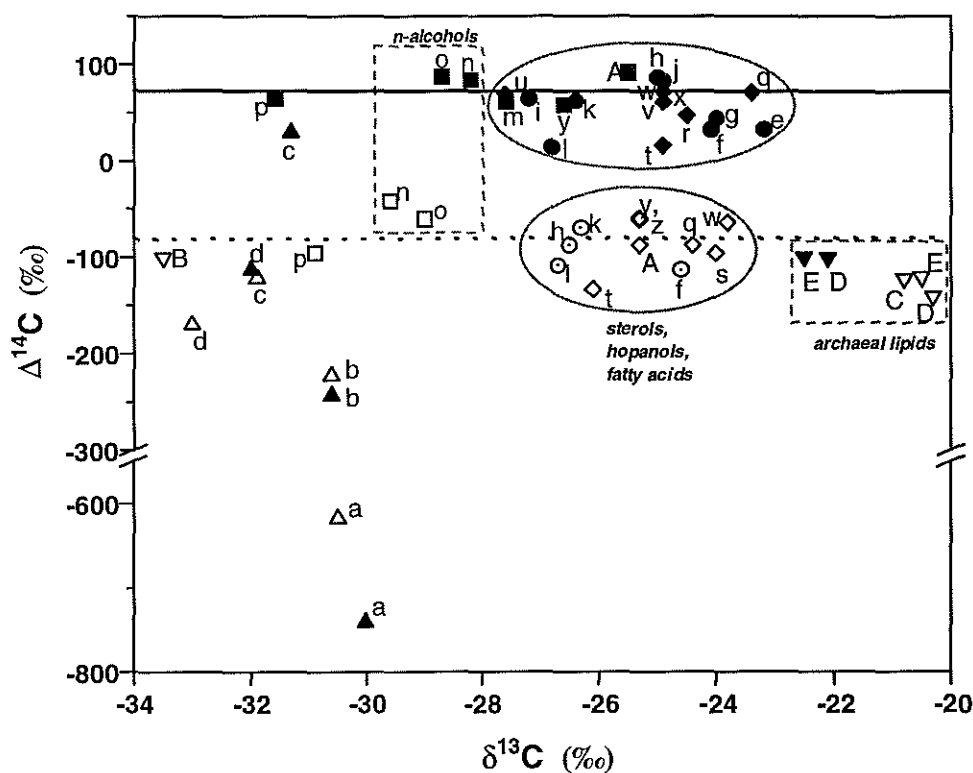 n-alcohols
100
0
-100
-200
-300
-600
-800
Δ14C (‰)
o n
p
c
h
A
j
q
u
w
x
m
i
y
k
v
r
g
f
e
l
t
n
o
p
B
d
c
d
b
b
a
a
y,
z
q
w
h
k
A
s
l
t
f
E
D
C
E
D
sterols,
hopanols,
fatty acids
archaeal lipids
-34 -32 -30 -28 -26 -24 -22 -20
δ13C (‰)